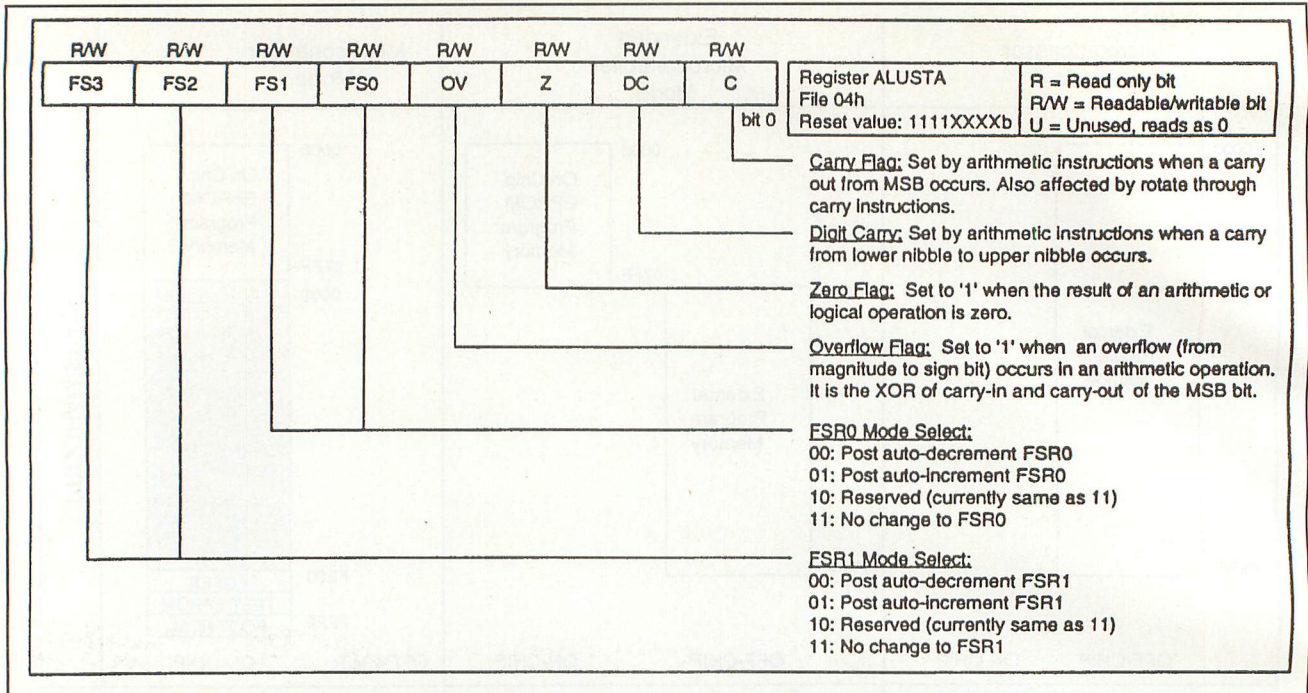 R/W R/W R/W R/W R/W R/W R/W R/W
FS3 FS2 FS1 FS0 OV Z DC C
bit 0
Register ALUSTA
File 04h
Reset value: 1111XXXXb
R = Read only bit
R/W = Readable/writable bit
U = Unused, reads as 0
Carry Flag: Set by arithmetic instructions when a carry
out from MSB occurs. Also affected by rotate through
carry instructions.
Digit Carry: Set by arithmetic instructions when a carry
from lower nibble to upper nibble occurs.
Zero Flag: Set to '1' when the result of an arithmetic or
logical operation is zero.
Overflow Flag: Set to '1' when an overflow (from
magnitude to sign bit) occurs in an arithmetic operation.
It is the XOR of carry-in and carry-out of the MSB bit.
FSR0 Mode Select:
00: Post auto-decrement FSR0
01: Post auto-increment FSR0
10: Reserved (currently same as 11)
11: No change to FSR0
FSR1 Mode Select:
00: Post auto-decrement FSR1
01: Post auto-increment FSR1
10: Reserved (currently same as 11)
11: No change to FSR1